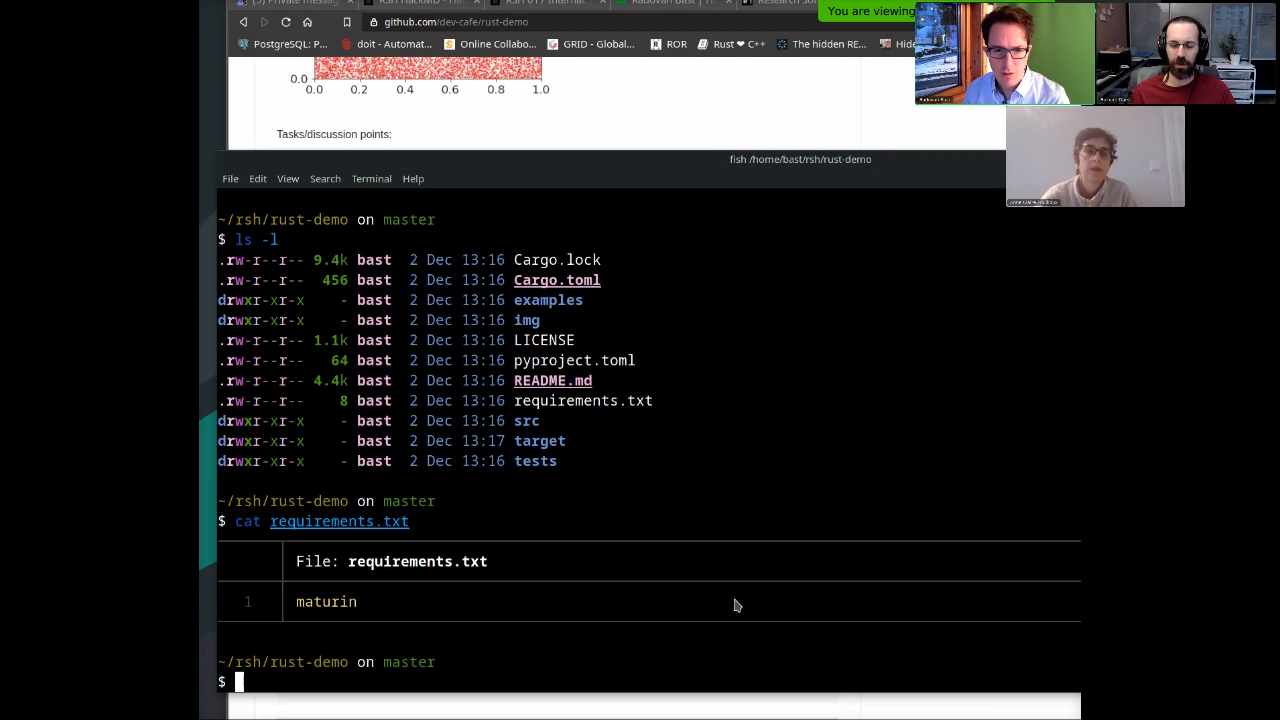 You are viewing
github.com/dev-cafe/rust-demo
PostgreSQL: P...
doit - Automat...
Online Collabo...
GRID - Global...
ROR
Rust ❤ C++
The hidden RE...
0.0
0.0 0.2 0.4 0.6 0.8 1.0
Tasks/discussion points:
fish /home/bast/rsh/rust-demo
File Edit View Search Terminal Help
~/rsh/rust-demo on master
$ ls -l
.rw-r--r-- 9.4k bast 2 Dec 13:16 Cargo.lock
.rw-r--r-- 456 bast 2 Dec 13:16 Cargo.toml
drwxr-xr-x - bast 2 Dec 13:16 examples
drwxr-xr-x - bast 2 Dec 13:16 img
.rw-r--r-- 1.1k bast 2 Dec 13:16 LICENSE
.rw-r--r-- 64 bast 2 Dec 13:16 pyproject.toml
.rw-r--r-- 4.4k bast 2 Dec 13:16 README.md
.rw-r--r-- 8 bast 2 Dec 13:16 requirements.txt
drwxr-xr-x - bast 2 Dec 13:16 src
drwxr-xr-x - bast 2 Dec 13:17 target
drwxr-xr-x - bast 2 Dec 13:16 tests
~/rsh/rust-demo on master
$ cat requirements.txt
File: requirements.txt
1 maturin
~/rsh/rust-demo on master
$